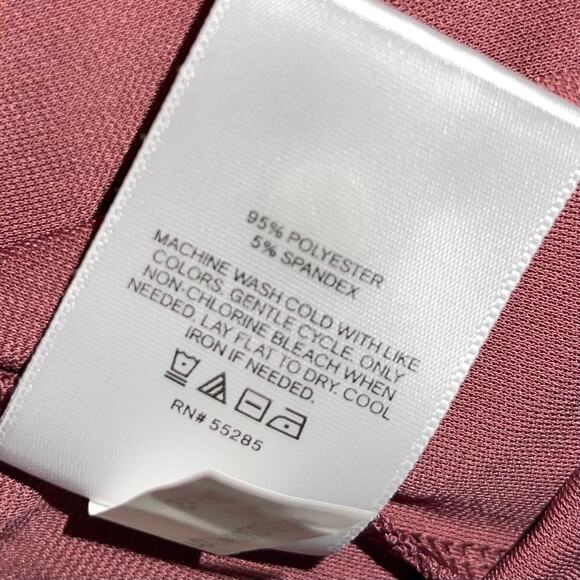 95% POLYESTER
5% SPANDEX
MACHINE WASH COLD WITH LIKE
COLORS. GENTLE CYCLE. ONLY
NON-CHLORINE BLEACH WHEN
NEEDED. LAY FLAT TO DRY. COOL
IRON IF NEEDED.
RN# 55285